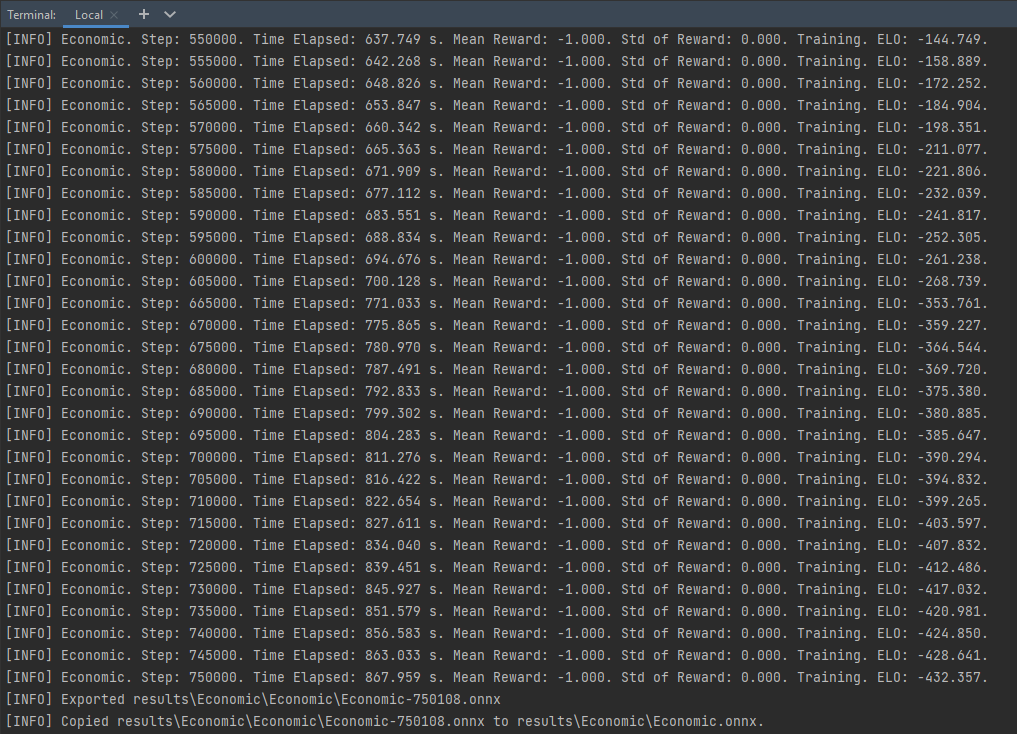 Terminal: Local × + ∨
[INFO] Economic. Step: 550000. Time Elapsed: 637.749 s. Mean Reward: -1.000. Std of Reward: 0.000. Training. ELO: -144.749.
[INFO] Economic. Step: 555000. Time Elapsed: 642.268 s. Mean Reward: -1.000. Std of Reward: 0.000. Training. ELO: -158.889.
[INFO] Economic. Step: 560000. Time Elapsed: 648.826 s. Mean Reward: -1.000. Std of Reward: 0.000. Training. ELO: -172.252.
[INFO] Economic. Step: 565000. Time Elapsed: 653.847 s. Mean Reward: -1.000. Std of Reward: 0.000. Training. ELO: -184.904.
[INFO] Economic. Step: 570000. Time Elapsed: 660.342 s. Mean Reward: -1.000. Std of Reward: 0.000. Training. ELO: -198.351.
[INFO] Economic. Step: 575000. Time Elapsed: 665.363 s. Mean Reward: -1.000. Std of Reward: 0.000. Training. ELO: -211.077.
[INFO] Economic. Step: 580000. Time Elapsed: 671.909 s. Mean Reward: -1.000. Std of Reward: 0.000. Training. ELO: -221.806.
[INFO] Economic. Step: 585000. Time Elapsed: 677.112 s. Mean Reward: -1.000. Std of Reward: 0.000. Training. ELO: -232.039.
[INFO] Economic. Step: 590000. Time Elapsed: 683.551 s. Mean Reward: -1.000. Std of Reward: 0.000. Training. ELO: -241.817.
[INFO] Economic. Step: 595000. Time Elapsed: 688.834 s. Mean Reward: -1.000. Std of Reward: 0.000. Training. ELO: -252.305.
[INFO] Economic. Step: 600000. Time Elapsed: 694.676 s. Mean Reward: -1.000. Std of Reward: 0.000. Training. ELO: -261.238.
[INFO] Economic. Step: 605000. Time Elapsed: 700.128 s. Mean Reward: -1.000. Std of Reward: 0.000. Training. ELO: -268.739.
[INFO] Economic. Step: 665000. Time Elapsed: 771.033 s. Mean Reward: -1.000. Std of Reward: 0.000. Training. ELO: -353.761.
[INFO] Economic. Step: 670000. Time Elapsed: 775.865 s. Mean Reward: -1.000. Std of Reward: 0.000. Training. ELO: -359.227.
[INFO] Economic. Step: 675000. Time Elapsed: 780.970 s. Mean Reward: -1.000. Std of Reward: 0.000. Training. ELO: -364.544.
[INFO] Economic. Step: 680000. Time Elapsed: 787.491 s. Mean Reward: -1.000. Std of Reward: 0.000. Training. ELO: -369.720.
[INFO] Economic. Step: 685000. Time Elapsed: 792.833 s. Mean Reward: -1.000. Std of Reward: 0.000. Training. ELO: -375.380.
[INFO] Economic. Step: 690000. Time Elapsed: 799.302 s. Mean Reward: -1.000. Std of Reward: 0.000. Training. ELO: -380.885.
[INFO] Economic. Step: 695000. Time Elapsed: 804.283 s. Mean Reward: -1.000. Std of Reward: 0.000. Training. ELO: -385.647.
[INFO] Economic. Step: 700000. Time Elapsed: 811.276 s. Mean Reward: -1.000. Std of Reward: 0.000. Training. ELO: -390.294.
[INFO] Economic. Step: 705000. Time Elapsed: 816.422 s. Mean Reward: -1.000. Std of Reward: 0.000. Training. ELO: -394.832.
[INFO] Economic. Step: 710000. Time Elapsed: 822.654 s. Mean Reward: -1.000. Std of Reward: 0.000. Training. ELO: -399.265.
[INFO] Economic. Step: 715000. Time Elapsed: 827.611 s. Mean Reward: -1.000. Std of Reward: 0.000. Training. ELO: -403.597.
[INFO] Economic. Step: 720000. Time Elapsed: 834.040 s. Mean Reward: -1.000. Std of Reward: 0.000. Training. ELO: -407.832.
[INFO] Economic. Step: 725000. Time Elapsed: 839.451 s. Mean Reward: -1.000. Std of Reward: 0.000. Training. ELO: -412.486.
[INFO] Economic. Step: 730000. Time Elapsed: 845.927 s. Mean Reward: -1.000. Std of Reward: 0.000. Training. ELO: -417.032.
[INFO] Economic. Step: 735000. Time Elapsed: 851.579 s. Mean Reward: -1.000. Std of Reward: 0.000. Training. ELO: -420.981.
[INFO] Economic. Step: 740000. Time Elapsed: 856.583 s. Mean Reward: -1.000. Std of Reward: 0.000. Training. ELO: -424.850.
[INFO] Economic. Step: 745000. Time Elapsed: 863.033 s. Mean Reward: -1.000. Std of Reward: 0.000. Training. ELO: -428.641.
[INFO] Economic. Step: 750000. Time Elapsed: 867.959 s. Mean Reward: -1.000. Std of Reward: 0.000. Training. ELO: -432.357.
[INFO] Exported results\Economic\Economic\Economic-750108.onnx
[INFO] Copied results\Economic\Economic\Economic-750108.onnx to results\Economic\Economic.onnx.